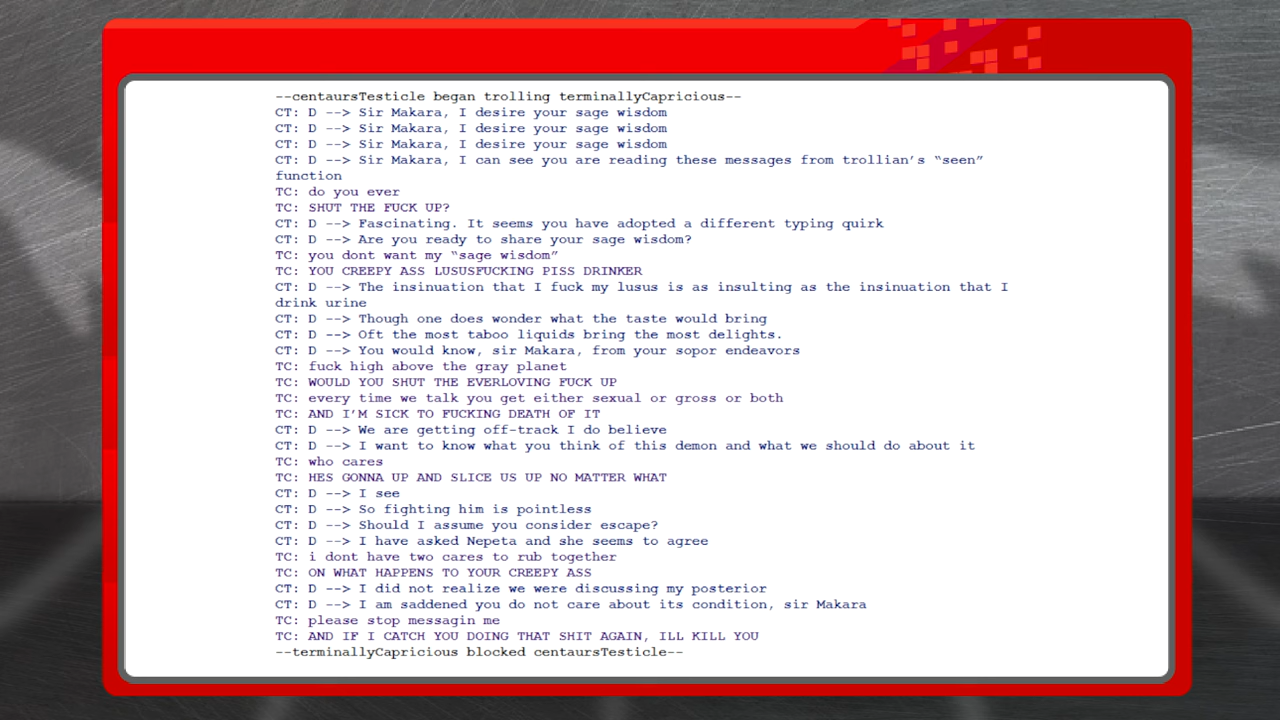 --centaursTesticle began trolling terminallyCapricious--
CT: D --> Sir Makara, I desire your sage wisdom
CT: D --> Sir Makara, I desire your sage wisdom
CT: D --> Sir Makara, I desire your sage wisdom
CT: D --> Sir Makara, I can see you are reading these messages from trollian’s “seen”
function
TC: do you ever
TC: SHUT THE FUCK UP?
CT: D --> Fascinating. It seems you have adopted a different typing quirk
CT: D --> Are you ready to share your sage wisdom?
TC: you dont want my “sage wisdom”
TC: YOU CREEPY ASS LUSUSFUCKING PISS DRINKER
CT: D --> The insinuation that I fuck my lusus is as insulting as the insinuation that I
drink urine
CT: D --> Though one does wonder what the taste would bring
CT: D --> Oft the most taboo liquids bring the most delights.
CT: D --> You would know, sir Makara, from your sopor endeavors
TC: fuck high above the gray planet
TC: WOULD YOU SHUT THE EVERLOVING FUCK UP
TC: every time we talk you get either sexual or gross or both
TC: AND I’M SICK TO FUCKING DEATH OF IT
CT: D --> We are getting off-track I do believe
CT: D --> I want to know what you think of this demon and what we should do about it
TC: who cares
TC: HES GONNA UP AND SLICE US UP NO MATTER WHAT
CT: D --> I see
CT: D --> So fighting him is pointless
CT: D --> Should I assume you consider escape?
CT: D --> I have asked Nepeta and she seems to agree
TC: i dont have two cares to rub together
TC: ON WHAT HAPPENS TO YOUR CREEPY ASS
CT: D --> I did not realize we were discussing my posterior
CT: D --> I am saddened you do not care about its condition, sir Makara
TC: please stop messagin me
TC: AND IF I CATCH YOU DOING THAT SHIT AGAIN, ILL KILL YOU
--terminallyCapricious blocked centaursTesticle--